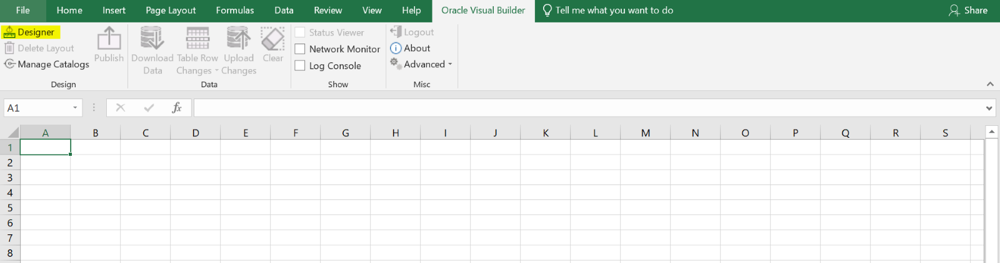 File Home Insert Page Layout Formulas Data Review View Help Oracle Visual Builder Tell me what you want to do Share
Designer
Delete Layout
Manage Catalogs
Publish
Design
Download
Data
Table Row
Changes
Upload
Changes
Clear
Data
Status Viewer
Network Monitor
Log Console
Show
Logout
About
Advanced
Misc
A1 fx
A B C D E F G H I J K L M N O P Q R S
1
2
3
4
5
6
7
8